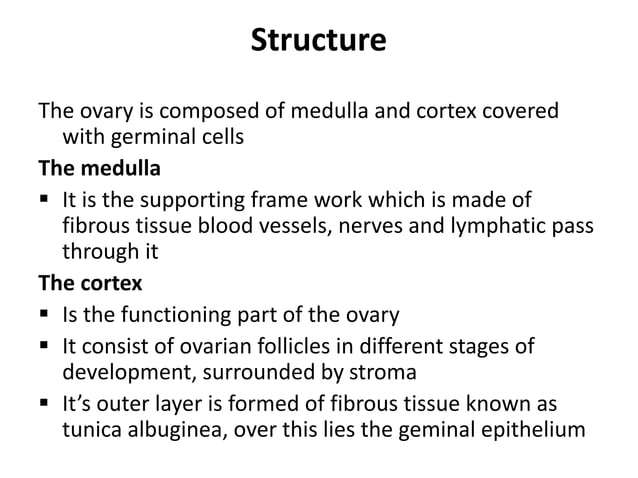 Structure
The ovary is composed of medulla and cortex covered
with germinal cells
The medulla
▪ It is the supporting frame work which is made of
fibrous tissue blood vessels, nerves and lymphatic pass
through it
The cortex
▪ Is the functioning part of the ovary
▪ It consist of ovarian follicles in different stages of
development, surrounded by stroma
▪ It’s outer layer is formed of fibrous tissue known as
tunica albuginea, over this lies the geminal epithelium